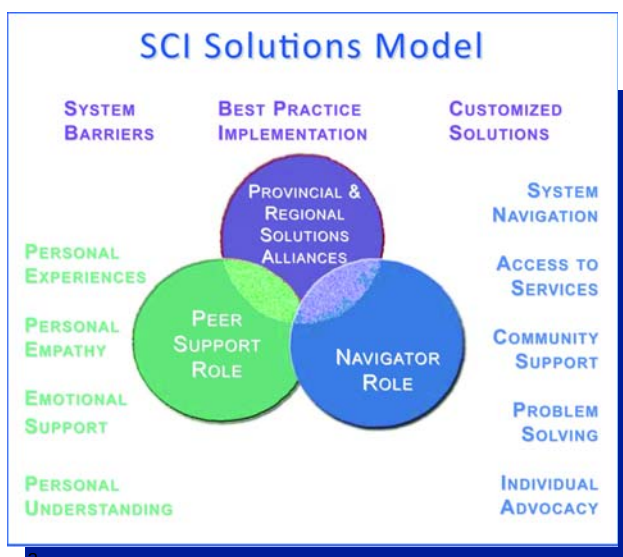 SCI Solutions Model
SYSTEM
BARRIERS
BEST PRACTICE
IMPLEMENTATION
CUSTOMIZED
SOLUTIONS
PROVINCIAL &
REGIONAL
SOLUTIONS
ALLIANCES
PERSONAL
EXPERIENCES
PERSONAL
EMPATHY
EMOTIONAL
SUPPORT
PERSONAL
UNDERSTANDING
PEER
SUPPORT
ROLE
NAVIGATOR
ROLE
SYSTEM
NAVIGATION
ACCESS TO
SERVICES
COMMUNITY
SUPPORT
PROBLEM
SOLVING
INDIVIDUAL
ADVOCACY